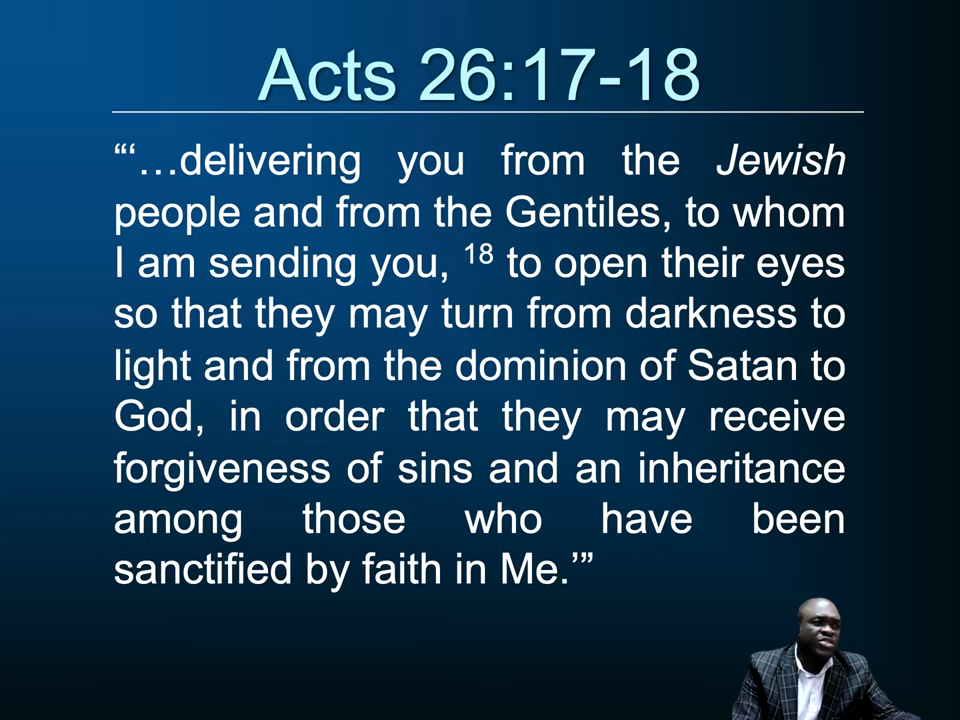 Acts 26:17-18
“‘…delivering you from the Jewish
people and from the Gentiles, to whom
I am sending you, 18 to open their eyes
so that they may turn from darkness to
light and from the dominion of Satan to
God, in order that they may receive
forgiveness of sins and an inheritance
among those who have been
sanctified by faith in Me.’”